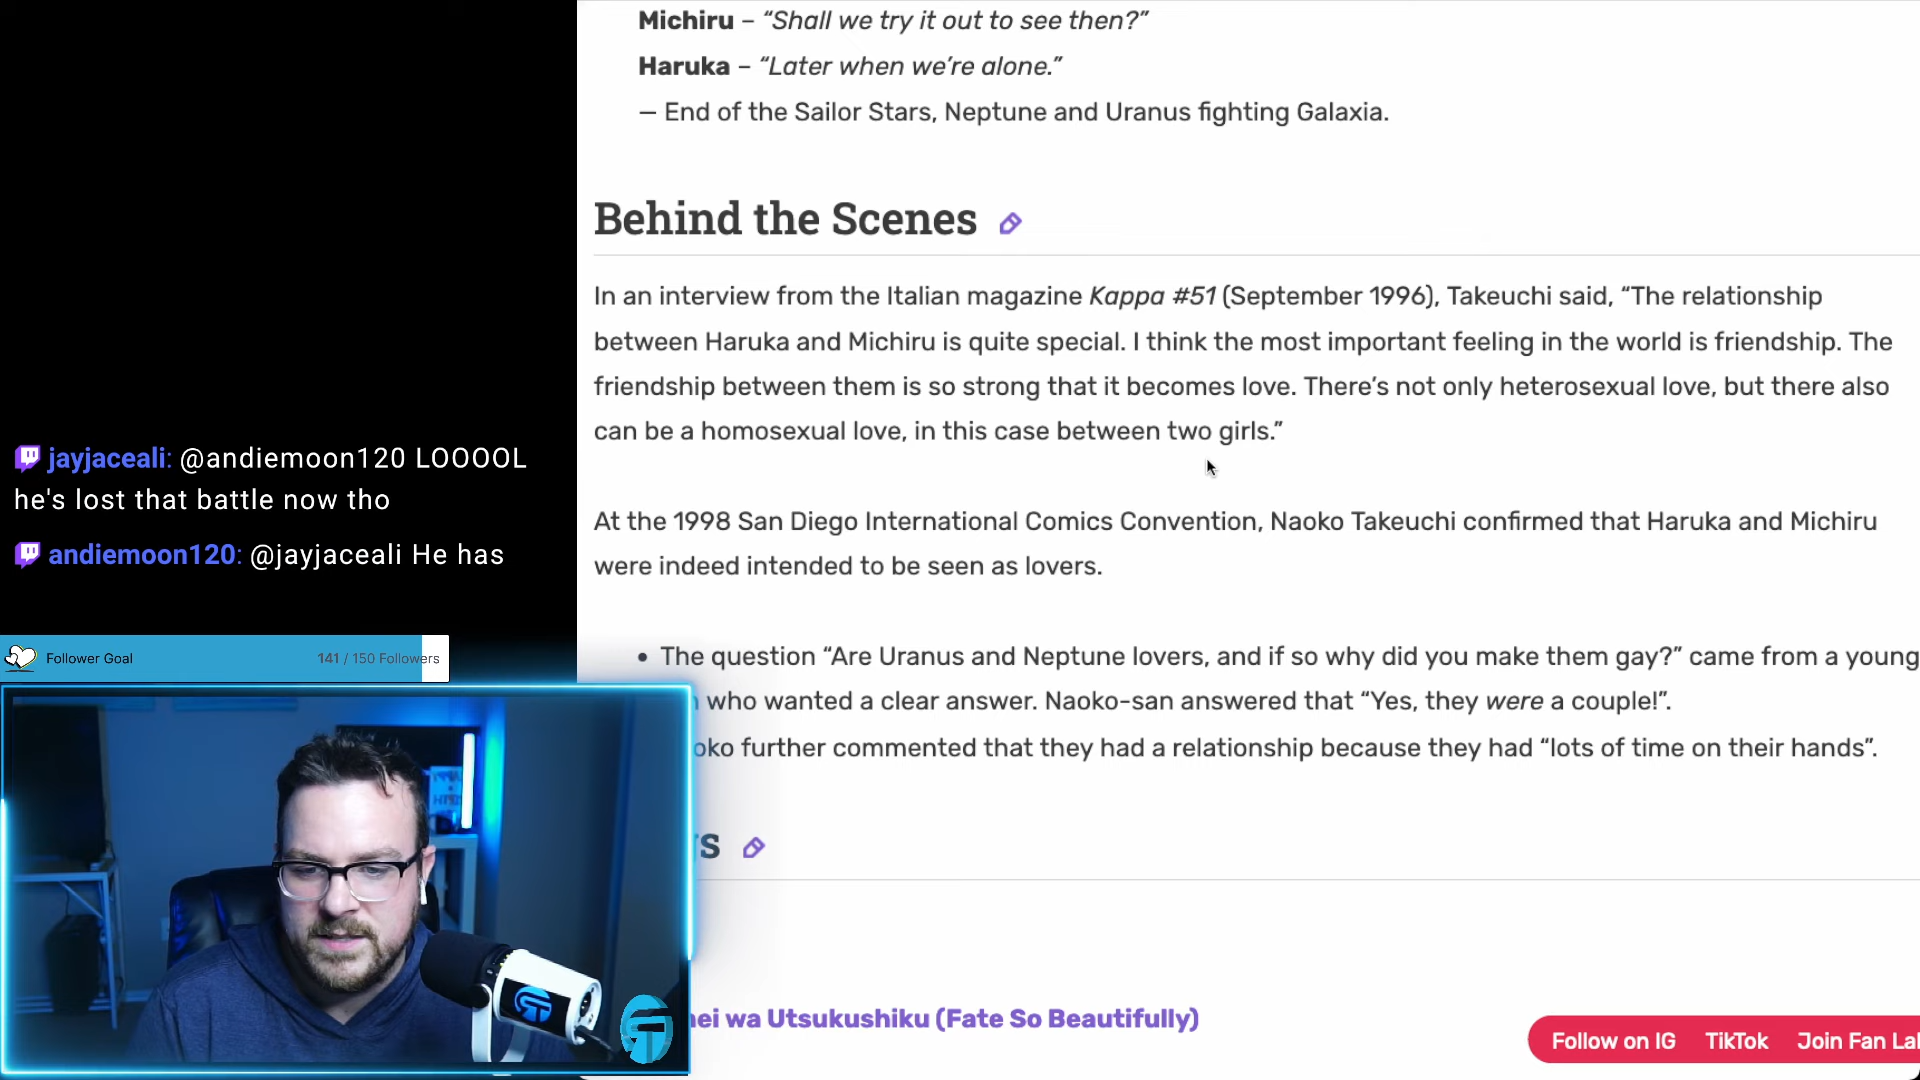 Michiru – “Shall we try it out to see then?”
Haruka – “Later when we’re alone.”
— End of the Sailor Stars, Neptune and Uranus fighting Galaxia.
Behind the Scenes
In an interview from the Italian magazine Kappa #51 (September 1996), Takeuchi said, “The relationship
between Haruka and Michiru is quite special. I think the most important feeling in the world is friendship. The
friendship between them is so strong that it becomes love. There’s not only heterosexual love, but there also
can be a homosexual love, in this case between two girls.”
At the 1998 San Diego International Comics Convention, Naoko Takeuchi confirmed that Haruka and Michiru
were indeed intended to be seen as lovers.
• The question “Are Uranus and Neptune lovers, and if so why did you make them gay?” came from a young
who wanted a clear answer. Naoko-san answered that “Yes, they were a couple!”.
oko further commented that they had a relationship because they had “lots of time on their hands”.
gs
nei wa Utsukushiku (Fate So Beautifully)
Follow on IG TikTok Join Fan Lab
jayjaceali: @andiemoon120 LOOOOL
he's lost that battle now tho
andiemoon120: @jayjaceali He has
Follower Goal 141 / 150 Followers